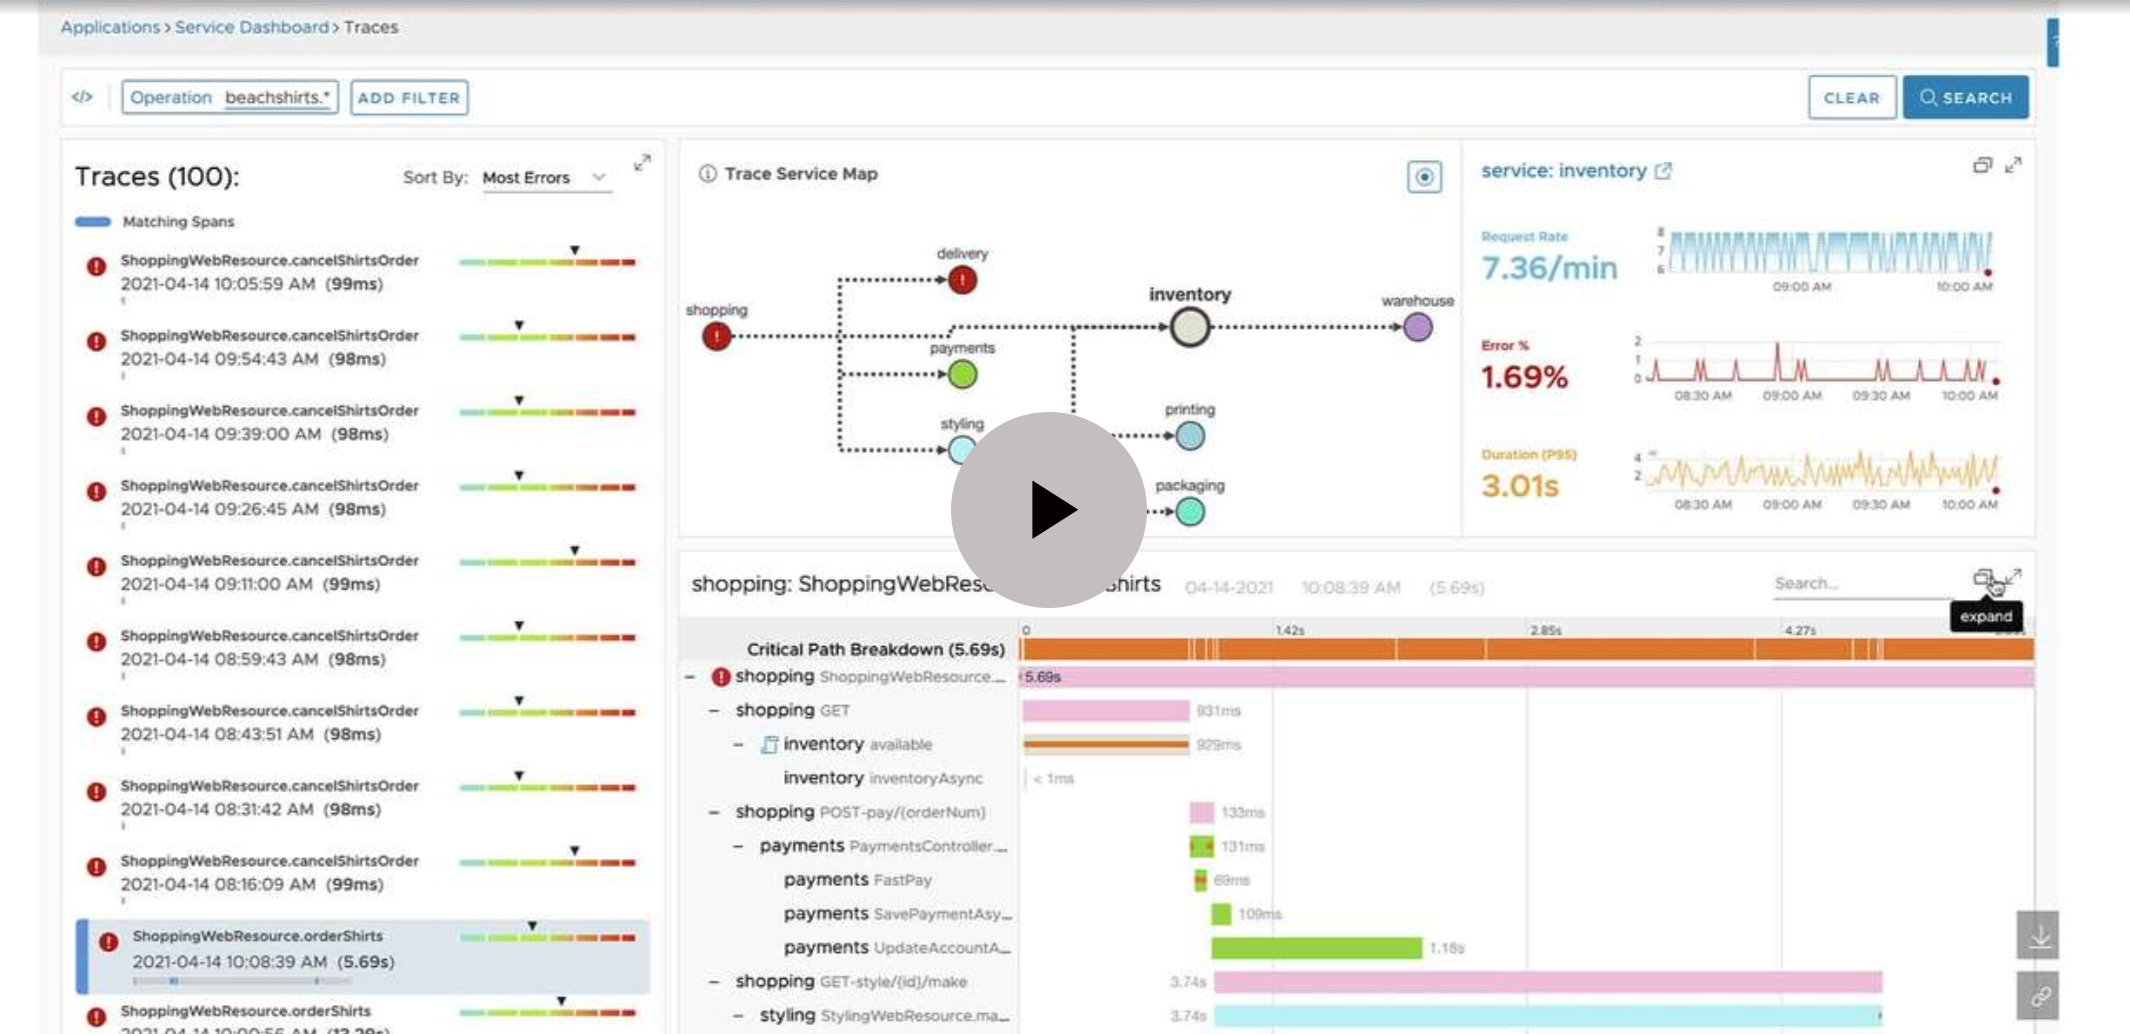 Applications > Service Dashboard > Traces
</> Operation beachshirts.* ADD FILTER CLEAR SEARCH
Traces (100): Sort By: Most Errors
Matching Spans
ShoppingWebResource.cancelShirtsOrder
2021-04-14 10:05:59 AM (99ms)
ShoppingWebResource.cancelShirtsOrder
2021-04-14 09:54:43 AM (98ms)
ShoppingWebResource.cancelShirtsOrder
2021-04-14 09:39:00 AM (98ms)
ShoppingWebResource.cancelShirtsOrder
2021-04-14 09:26:45 AM (98ms)
ShoppingWebResource.cancelShirtsOrder
2021-04-14 09:11:00 AM (99ms)
ShoppingWebResource.cancelShirtsOrder
2021-04-14 08:59:43 AM (98ms)
ShoppingWebResource.cancelShirtsOrder
2021-04-14 08:43:51 AM (98ms)
ShoppingWebResource.cancelShirtsOrder
2021-04-14 08:31:42 AM (98ms)
ShoppingWebResource.cancelShirtsOrder
2021-04-14 08:16:09 AM (99ms)
ShoppingWebResource.orderShirts
2021-04-14 10:08:39 AM (5.69s)
ShoppingWebResource.orderShirts
Trace Service Map
delivery
shopping
inventory
warehouse
payments
printing
styling
packaging
service: inventory
Request Rate
7.36/min
8
7
6
09:00 AM 10:00 AM
Error %
1.69%
2
1
0
08:30 AM 09:00 AM 09:30 AM 10:00 AM
Duration (P95)
3.01s
4
2
08:30 AM 09:00 AM 09:30 AM 10:00 AM
shopping: 04-14-2021 10:08:39 AM (5.69s) Search...
expand
0 1.42s 2.85s 4.27s
Critical Path Breakdown (5.69s)
shopping ShoppingWebResource.... 5.69s
shopping GET 931ms
inventory available 929ms
inventory inventoryAsync < 1ms
shopping POST-pay/{orderNum} 133ms
payments PaymentsController.... 131ms
payments FastPay 69ms
payments SavePaymentAsy... 109ms
payments UpdateAccountA... 1.18s
shopping GET-style/{id}/make 3.74s
styling StylingWebResource.ma... 3.74s